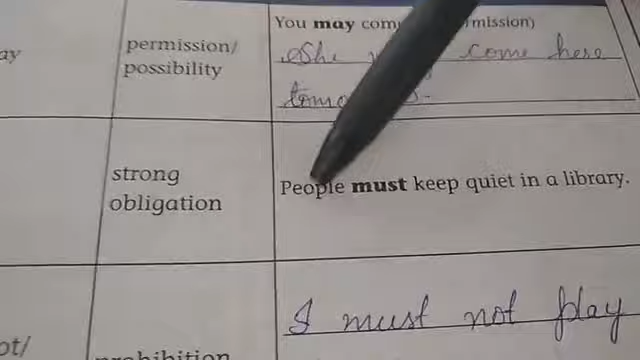 You may com mission)
ay
permission/
possibility
She come here
tomo
strong
obligation
People must keep quiet in a library.
I must not play
ot/
prohibition